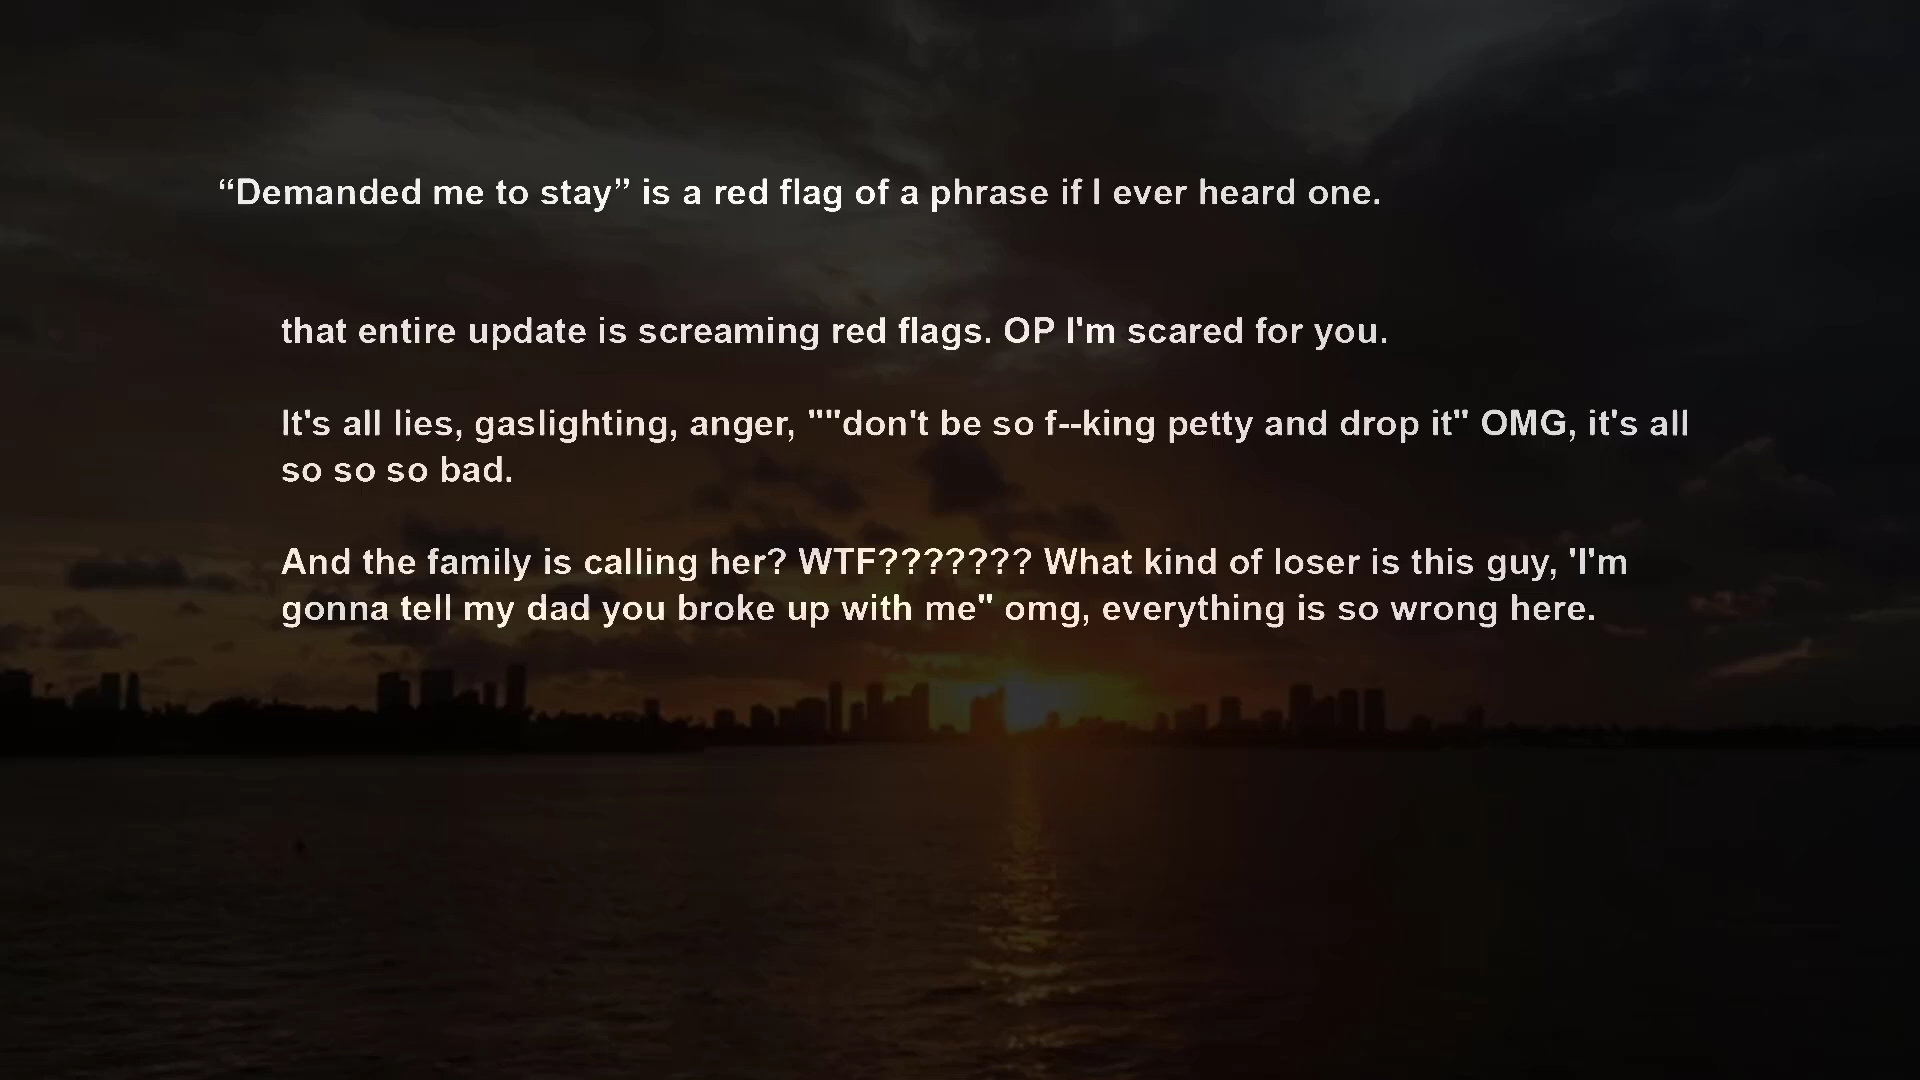 “Demanded me to stay” is a red flag of a phrase if I ever heard one.
that entire update is screaming red flags. OP I'm scared for you.
It's all lies, gaslighting, anger, ""don't be so f--king petty and drop it" OMG, it's all
so so so bad.
And the family is calling her? WTF??????? What kind of loser is this guy, 'I'm
gonna tell my dad you broke up with me" omg, everything is so wrong here.